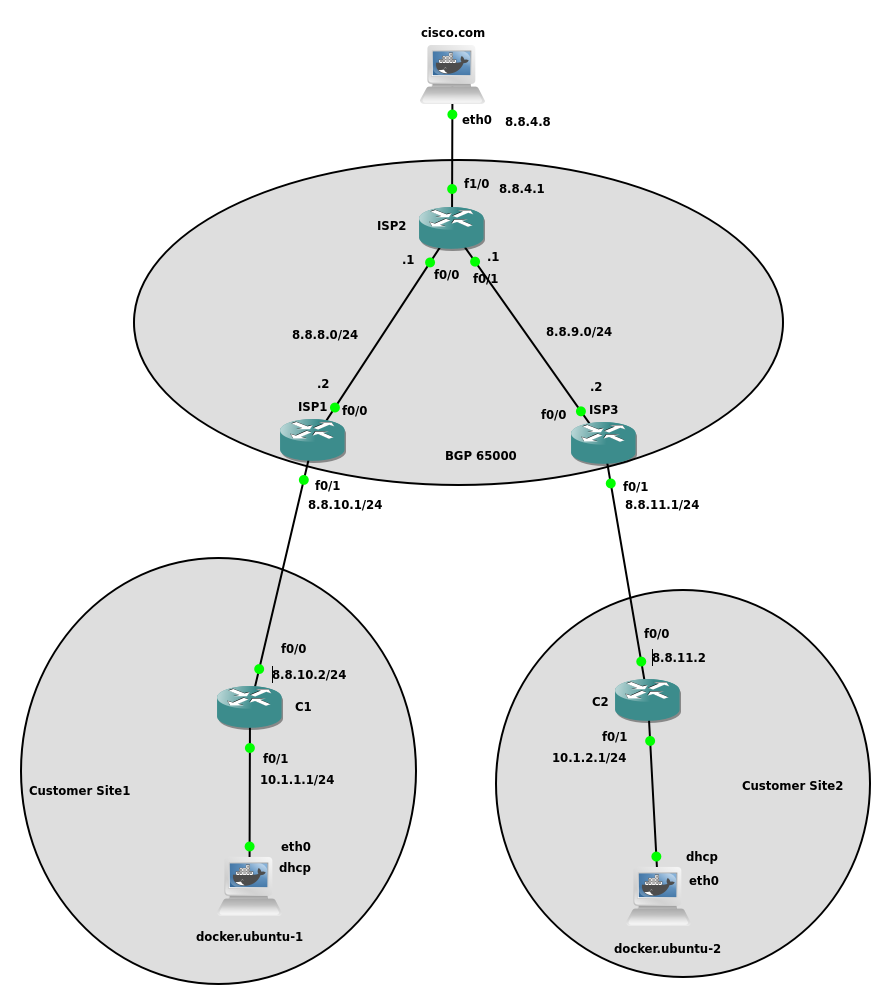 cisco.com
eth0 8.8.4.8
f1/0 8.8.4.1
ISP2
.1 .1
f0/0 f0/1
8.8.8.0/24 8.8.9.0/24
.2 .2
ISP1 f0/0 f0/0 ISP3
BGP 65000
f0/1 f0/1
8.8.10.1/24 8.8.11.1/24
f0/0 f0/0
8.8.10.2/24 8.8.11.2
C1 C2
f0/1 f0/1
10.1.1.1/24 10.1.2.1/24
Customer Site1 Customer Site2
eth0 dhcp
dhcp eth0
docker.ubuntu-1 docker.ubuntu-2